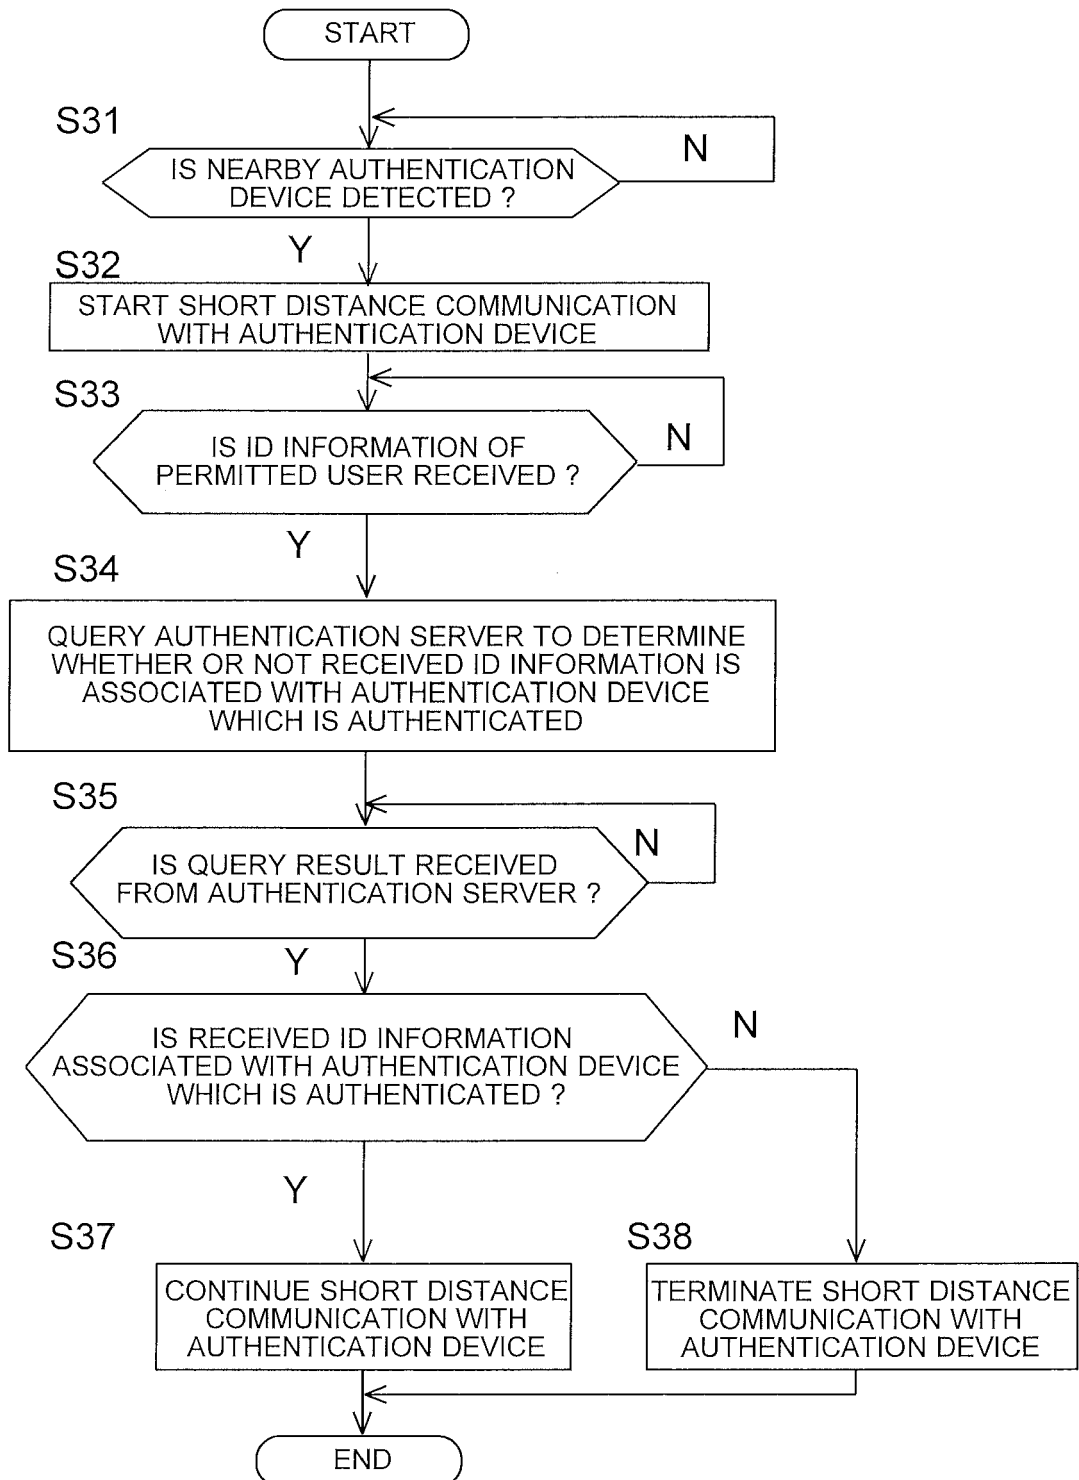 START
S31
N
IS NEARBY AUTHENTICATION
DEVICE DETECTED ?
Y
S32
START SHORT DISTANCE COMMUNICATION
WITH AUTHENTICATION DEVICE
S33
N
IS ID INFORMATION OF
PERMITTED USER RECEIVED ?
Y
S34
QUERY AUTHENTICATION SERVER TO DETERMINE
WHETHER OR NOT RECEIVED ID INFORMATION IS
ASSOCIATED WITH AUTHENTICATION DEVICE
WHICH IS AUTHENTICATED
S35
N
IS QUERY RESULT RECEIVED
FROM AUTHENTICATION SERVER ?
S36
Y
N
IS RECEIVED ID INFORMATION
ASSOCIATED WITH AUTHENTICATION DEVICE
WHICH IS AUTHENTICATED ?
Y
S37
CONTINUE SHORT DISTANCE
COMMUNICATION WITH
AUTHENTICATION DEVICE
S38
TERMINATE SHORT DISTANCE
COMMUNICATION WITH
AUTHENTICATION DEVICE
END